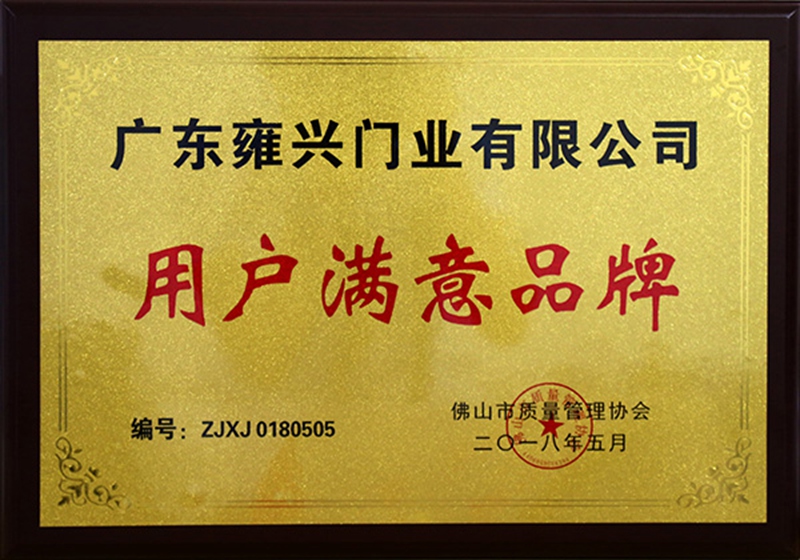 广东雍兴门业有限公司
用户满意品牌
编号：ZJXJ 0180505
佛山市质量管理协会
二〇一八年五月